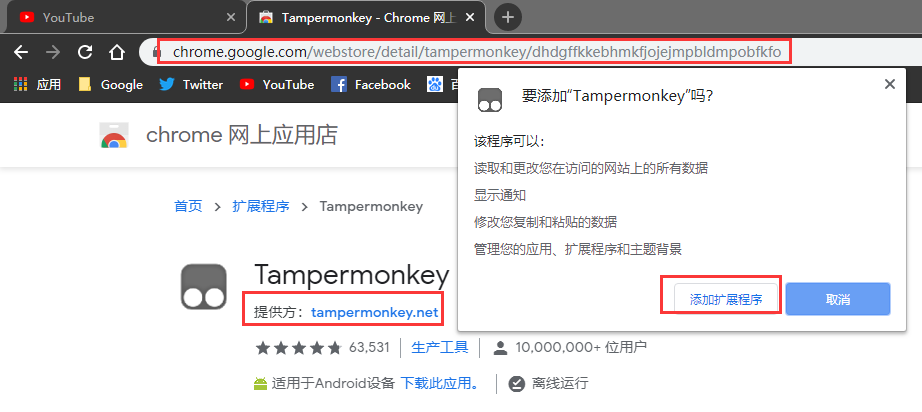 YouTube
Tampermonkey - Chrome 网上
chrome.google.com/webstore/detail/tampermonkey/dhdgffkkebhmkfjojejmpbldmpobfkfo
应用 Google Twitter YouTube Facebook 百
chrome 网上应用店
要添加“Tampermonkey”吗?
该程序可以:
读取和更改您在访问的网站上的所有数据
显示通知
修改您复制和粘贴的数据
管理您的应用、扩展程序和主题背景
添加扩展程序 取消
首页 扩展程序 Tampermonkey
Tampermonkey
提供方: tampermonkey.net
63,531 生产工具 10,000,000+ 位用户
适用于Android设备 下载此应用。 离线运行